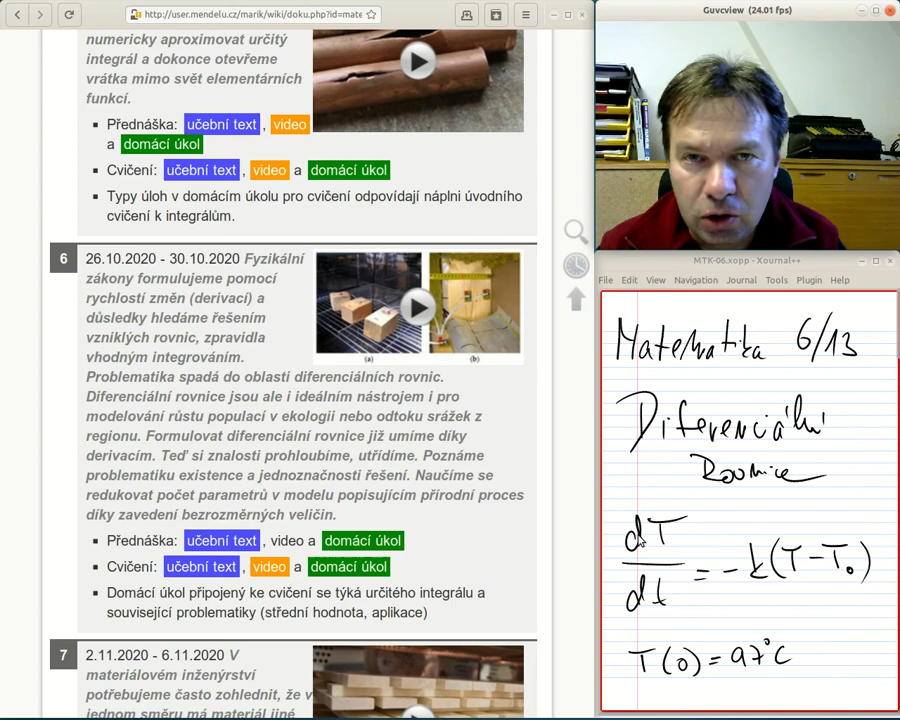 http://user.mendelu.cz/marik/wiki/doku.php?id=mate
Guvcview (24.01 fps)
numericky aproximovat určitý
integrál a dokonce otevřeme
vrátka mimo svět elementárních
funkcí.
Přednáška: učební text , video
a domácí úkol
Cvičení: učební text , video a domácí úkol
Typy úloh v domácím úkolu pro cvičení odpovídají náplni úvodního
cvičení k integrálům.
6
26.10.2020 - 30.10.2020 Fyzikální
zákony formulujeme pomocí
rychlostí změn (derivací) a
důsledky hledáme řešením
vzniklých rovnic, zpravidla
vhodným integrováním.
Problematika spadá do oblasti diferenciálních rovnic.
Diferenciální rovnice jsou ale i ideálním nástrojem i pro
modelování růstu populací v ekologii nebo odtoku srážek z
regionu. Formulovat diferenciální rovnice již umíme díky
derivacím. Teď si znalosti prohloubíme, utřídíme. Poznáme
problematiku existence a jednoznačnosti řešení. Naučíme se
redukovat počet parametrů v modelu popisujícím přírodní proces
díky zavedení bezrozměrných veličin.
(a) (b)
Přednáška: učební text , video a domácí úkol
Cvičení: učební text , video a domácí úkol
Domácí úkol připojený ke cvičení se týká určitého integrálu a
související problematiky (střední hodnota, aplikace)
7
2.11.2020 - 6.11.2020 V
materiálovém inženýrství
potřebujeme často zohlednit, že v
jednom směru má materiál jiné
MTK-06.xopp - Xournal++
File Edit View Navigation Journal Tools Plugin Help
Matematika 6/13
Diferenciální
Rovnice
dT/dt = -k(T-T₀)
T(0) = 97°C